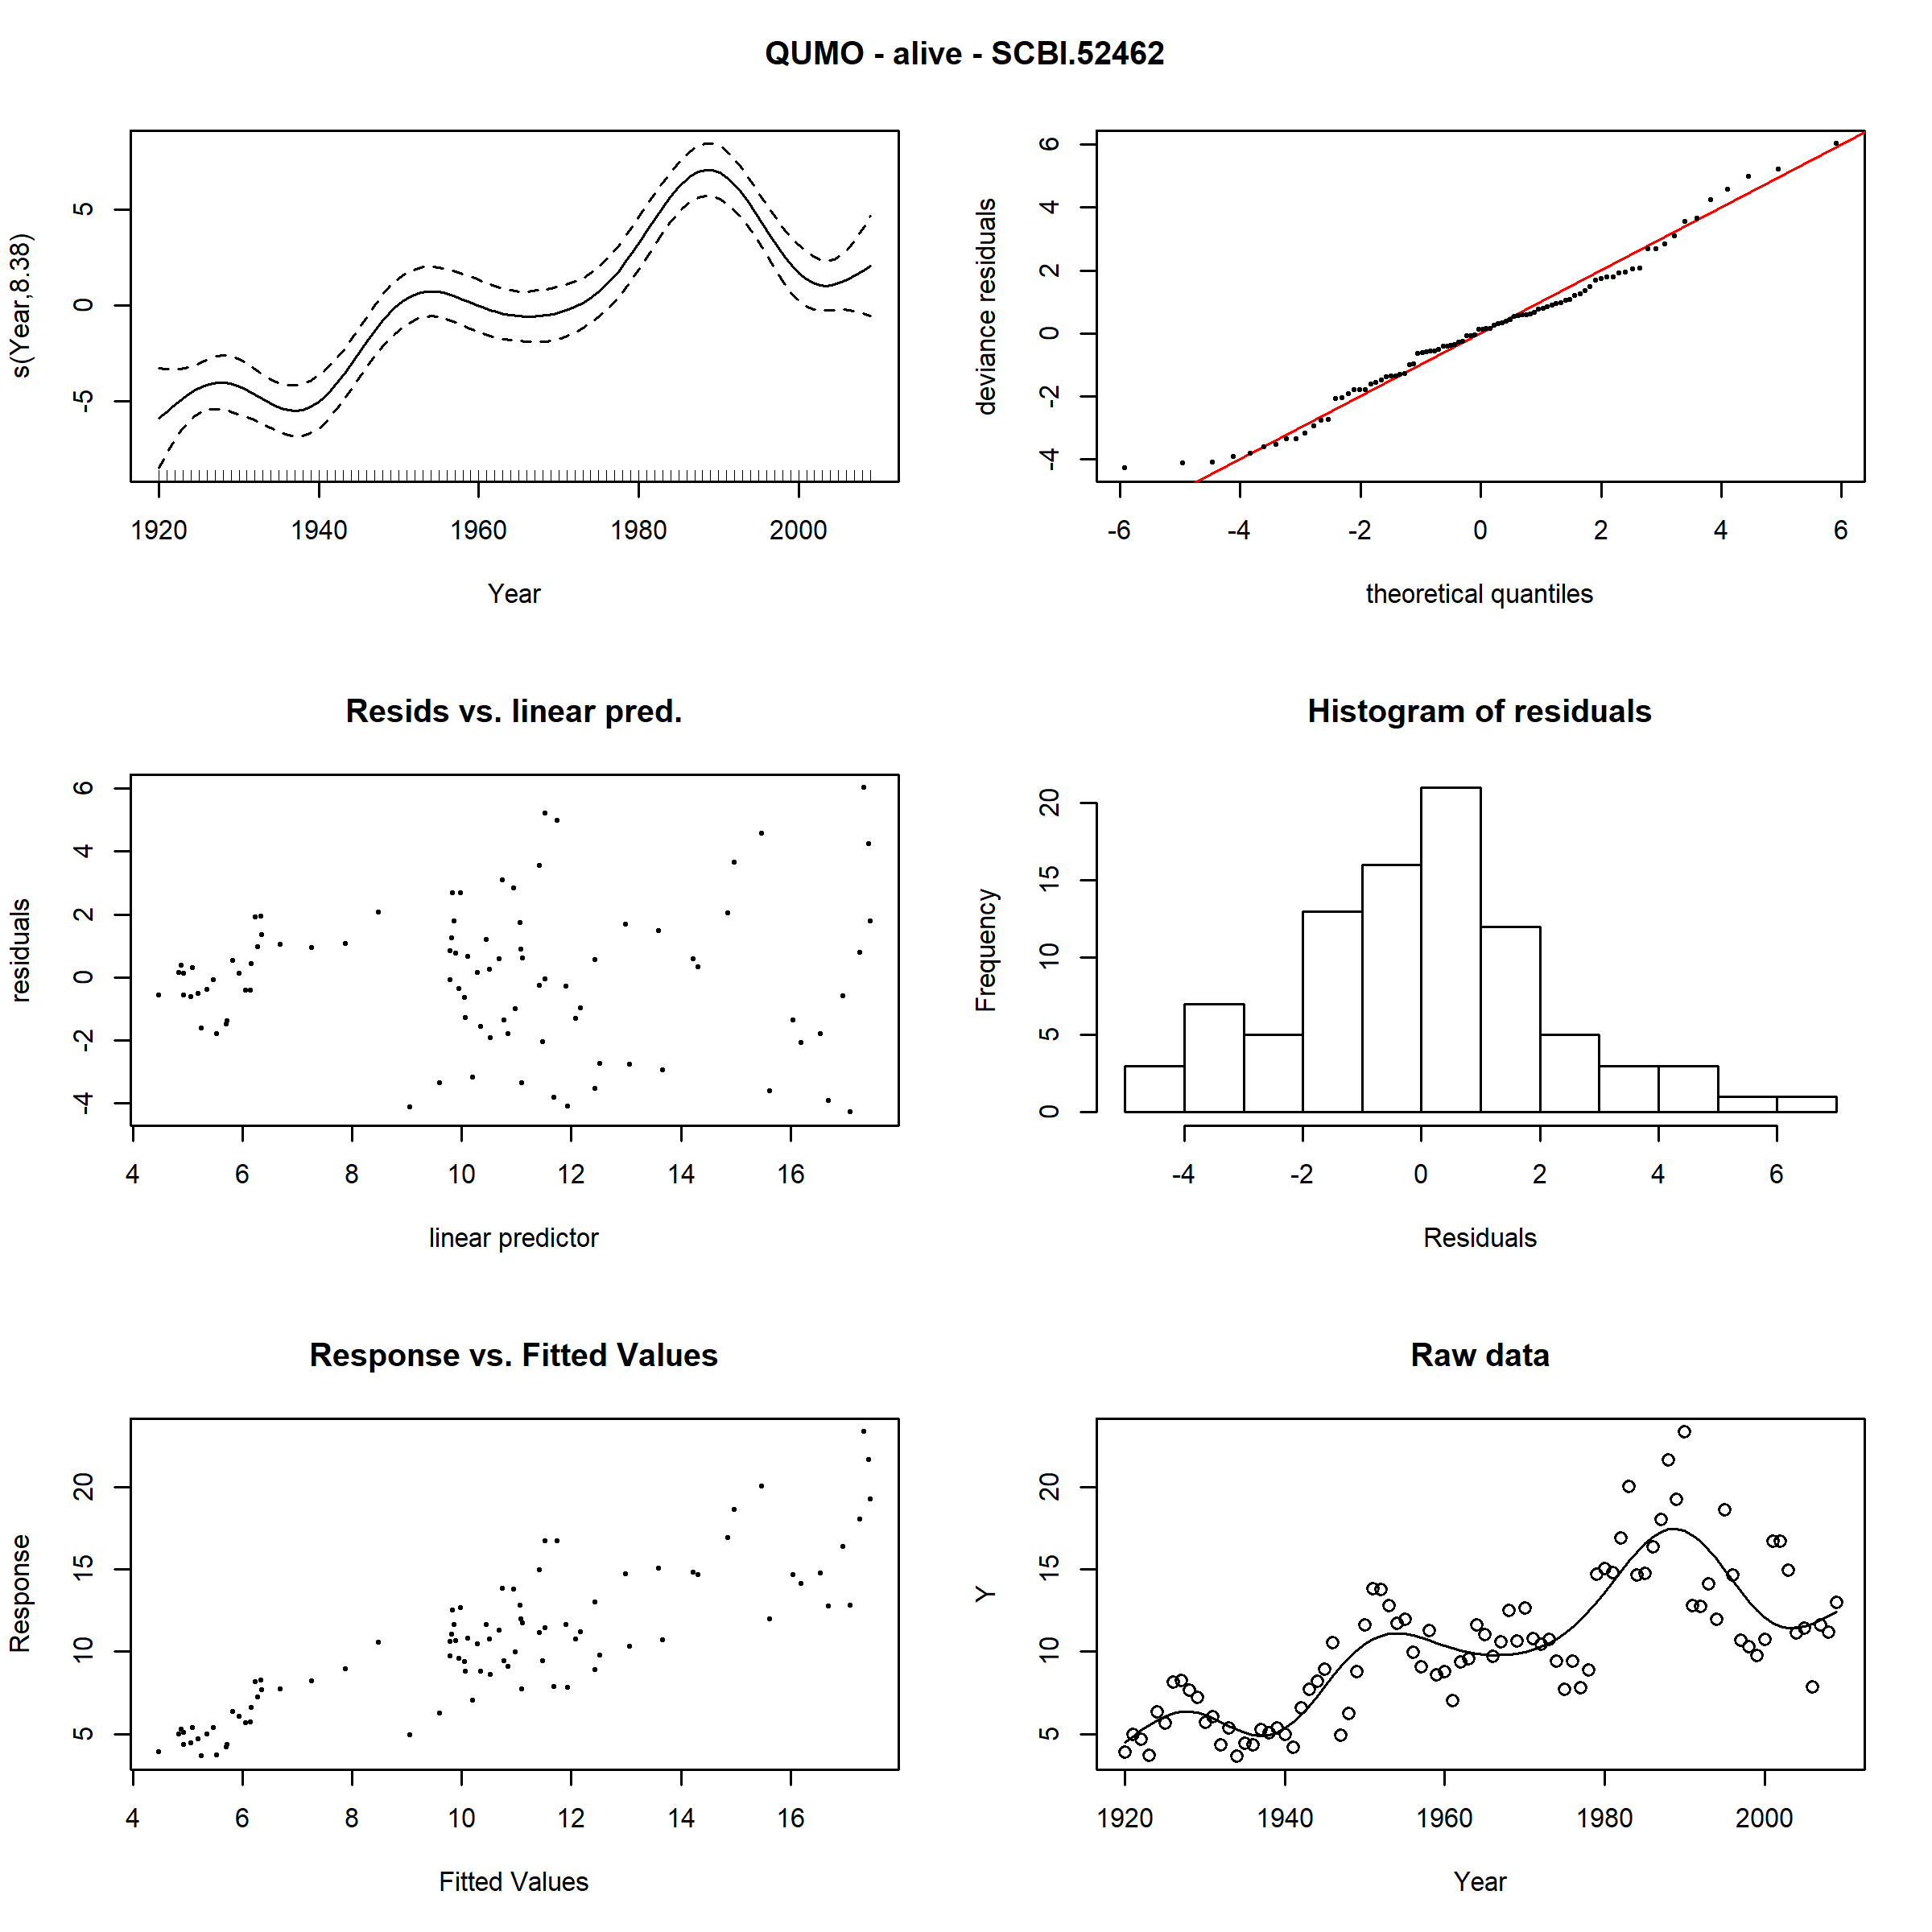 QUMO - alive - SCBI.52462
s(Year,8.38)
-5 0 5
1920 1940 1960 1980 2000
Year
deviance residuals
-4 -2 0 2 4 6
-6 -4 -2 0 2 4 6
theoretical quantiles
Resids vs. linear pred.
residuals
-4 -2 0 2 4 6
4 6 8 10 12 14 16
linear predictor
Histogram of residuals
Frequency
0 5 10 15 20
-4 -2 0 2 4 6
Residuals
Response vs. Fitted Values
Response
5 10 15 20
4 6 8 10 12 14 16
Fitted Values
Raw data
Y
5 10 15 20
1920 1940 1960 1980 2000
Year